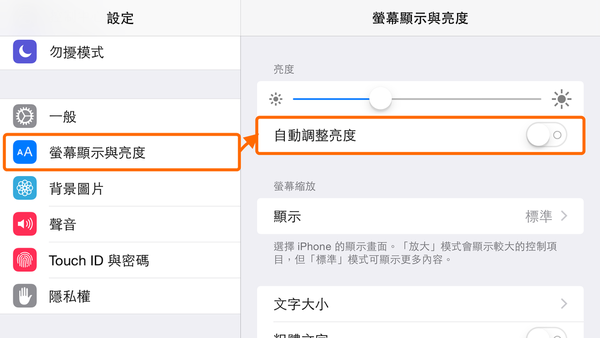 設定
勿擾模式
一般
AA
螢幕顯示與亮度
背景圖片
聲音
Touch ID 與密碼
隱私權
螢幕顯示與亮度
亮度
自動調整亮度
螢幕縮放
顯示
標準
選擇 iPhone 的顯示畫面。「放大」模式會顯示較大的控制項
目，但「標準」模式可顯示更多內容。
文字大小
粗體文字